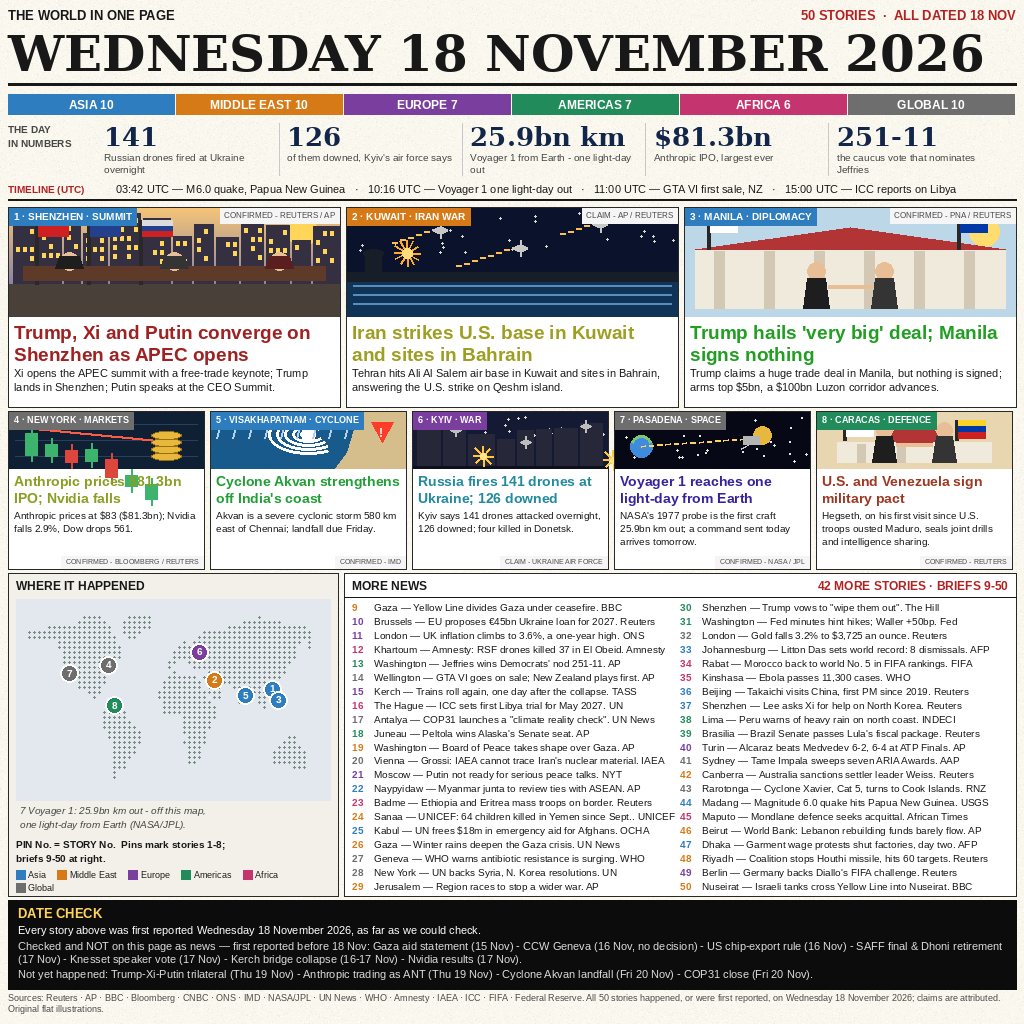 THE WORLD IN ONE PAGE
50 STORIES · ALL DATED 18 NOV
WEDNESDAY 18 NOVEMBER 2026
ASIA 10
MIDDLE EAST 10
EUROPE 7
AMERICAS 7
AFRICA 6
GLOBAL 10
THE DAY
IN NUMBERS
141
Russian drones fired at Ukraine
overnight
126
of them downed, Kyiv's air force says
25.9bn km
Voyager 1 from Earth - one light-day
out
$81.3bn
Anthropic IPO, largest ever
251-11
the caucus vote that nominates
Jeffries
TIMELINE (UTC)
03:42 UTC — M6.0 quake, Papua New Guinea · 10:16 UTC — Voyager 1 one light-day out · 11:00 UTC — GTA VI first sale, NZ · 15:00 UTC — ICC reports on Libya
1 · SHENZHEN · SUMMIT
CONFIRMED - REUTERS / AP
Trump, Xi and Putin converge on
Shenzhen as APEC opens
Xi opens the APEC summit with a free-trade keynote; Trump
lands in Shenzhen; Putin speaks at the CEO Summit.
2 · KUWAIT · IRAN WAR
CLAIM - AP / REUTERS
Iran strikes U.S. base in Kuwait
and sites in Bahrain
Tehran hits Ali Al Salem air base in Kuwait and sites in Bahrain,
answering the U.S. strike on Qeshm island.
3 · MANILA · DIPLOMACY
CONFIRMED - PNA / REUTERS
Trump hails 'very big' deal; Manila
signs nothing
Trump claims a huge trade deal in Manila, but nothing is signed;
arms top $5bn, a $100bn Luzon corridor advances.
4 · NEW YORK · MARKETS
Anthropic prices $81.3bn
IPO; Nvidia falls
Anthropic prices at $83 ($81.3bn); Nvidia
falls 2.9%, Dow drops 561.
CONFIRMED - BLOOMBERG / REUTERS
5 · VISAKHAPATNAM · CYCLONE
!
Cyclone Akvan strengthens
off India's coast
Akvan is a severe cyclonic storm 580 km
east of Chennai; landfall due Friday.
CONFIRMED - IMD
6 · KYIV · WAR
Russia fires 141 drones at
Ukraine; 126 downed
Kyiv says 141 drones attacked overnight,
126 downed; four killed in Donetsk.
CLAIM - UKRAINE AIR FORCE
7 · PASADENA · SPACE
Voyager 1 reaches one
light-day from Earth
NASA's 1977 probe is the first craft
25.9bn km out; a command sent today
arrives tomorrow.
CONFIRMED - NASA / JPL
8 · CARACAS · DEFENCE
U.S. and Venezuela sign
military pact
Hegseth, on his first visit since U.S.
troops ousted Maduro, seals joint drills
and intelligence sharing.
CONFIRMED - REUTERS
WHERE IT HAPPENED
7
4
6
2
5
1
3
8
7 Voyager 1: 25.9bn km out - off this map,
one light-day from Earth (NASA/JPL).
PIN No. = STORY No. Pins mark stories 1-8;
briefs 9-50 at right.
Asia
Middle East
Europe
Americas
Africa
Global
MORE NEWS
42 MORE STORIES · BRIEFS 9-50
9 Gaza — Yellow Line divides Gaza under ceasefire. BBC
10 Brussels — EU proposes €45bn Ukraine loan for 2027. Reuters
11 London — UK inflation climbs to 3.6%, a one-year high. ONS
12 Khartoum — Amnesty: RSF drones killed 37 in El Obeid. Amnesty
13 Washington — Jeffries wins Democrats' nod 251-11. AP
14 Wellington — GTA VI goes on sale; New Zealand plays first. AP
15 Kerch — Trains roll again, one day after the collapse. TASS
16 The Hague — ICC sets first Libya trial for May 2027. UN
17 Antalya — COP31 launches a "climate reality check". UN News
18 Juneau — Peltola wins Alaska's Senate seat. AP
19 Washington — Board of Peace takes shape over Gaza. AP
20 Vienna — Grossi: IAEA cannot trace Iran's nuclear material. IAEA
21 Moscow — Putin not ready for serious peace talks. NYT
22 Naypyidaw — Myanmar junta to review ties with ASEAN. AP
23 Badme — Ethiopia and Eritrea mass troops on border. Reuters
24 Sanaa — UNICEF: 64 children killed in Yemen since Sept.. UNICEF
25 Kabul — UN frees $18m in emergency aid for Afghans. OCHA
26 Gaza — Winter rains deepen the Gaza crisis. UN News
27 Geneva — WHO warns antibiotic resistance is surging. WHO
28 New York — UN backs Syria, N. Korea resolutions. UN
29 Jerusalem — Region races to stop a wider war. AP
30 Shenzhen — Trump vows to "wipe them out". The Hill
31 Washington — Fed minutes hint hikes; Waller +50bp. Fed
32 London — Gold falls 3.2% to $3,725 an ounce. Reuters
33 Johannesburg — Litton Das sets world record: 8 dismissals. AFP
34 Rabat — Morocco back to world No. 5 in FIFA rankings. FIFA
35 Kinshasa — Ebola passes 11,300 cases. WHO
36 Beijing — Takaichi visits China, first PM since 2019. Reuters
37 Shenzhen — Lee asks Xi for help on North Korea. Reuters
38 Lima — Peru warns of heavy rain on north coast. INDECI
39 Brasilia — Brazil Senate passes Lula's fiscal package. Reuters
40 Turin — Alcaraz beats Medvedev 6-2, 6-4 at ATP Finals. AP
41 Sydney — Tame Impala sweeps seven ARIA Awards. AAP
42 Canberra — Australia sanctions settler leader Weiss. Reuters
43 Rarotonga — Cyclone Xavier, Cat 5, turns to Cook Islands. RNZ
44 Madang — Magnitude 6.0 quake hits Papua New Guinea. USGS
45 Maputo — Mondlane defence seeks acquittal. African Times
46 Beirut — World Bank: Lebanon rebuilding funds barely flow. AP
47 Dhaka — Garment wage protests shut factories, day two. AFP
48 Riyadh — Coalition stops Houthi missile, hits 60 targets. Reuters
49 Berlin — Germany backs Diallo's FIFA challenge. Reuters
50 Nuseirat — Israeli tanks cross Yellow Line into Nuseirat. BBC
DATE CHECK
Every story above was first reported Wednesday 18 November 2026, as far as we could check.
Checked and NOT on this page as news — first reported before 18 Nov: Gaza aid statement (15 Nov) - CCW Geneva (16 Nov, no decision) - US chip-export rule (16 Nov) - SAFF final & Dhoni retirement
(17 Nov) - Knesset speaker vote (17 Nov) - Kerch bridge collapse (16-17 Nov) - Nvidia results (17 Nov).
Not yet happened: Trump-Xi-Putin trilateral (Thu 19 Nov) - Anthropic trading as ANT (Thu 19 Nov) - Cyclone Akvan landfall (Fri 20 Nov) - COP31 close (Fri 20 Nov).
Sources: Reuters · AP · BBC · Bloomberg · CNBC · ONS · IMD · NASA/JPL · UN News · WHO · Amnesty · IAEA · ICC · FIFA · Federal Reserve. All 50 stories happened, or were first reported, on Wednesday 18 November 2026; claims are attributed.
Original flat illustrations.